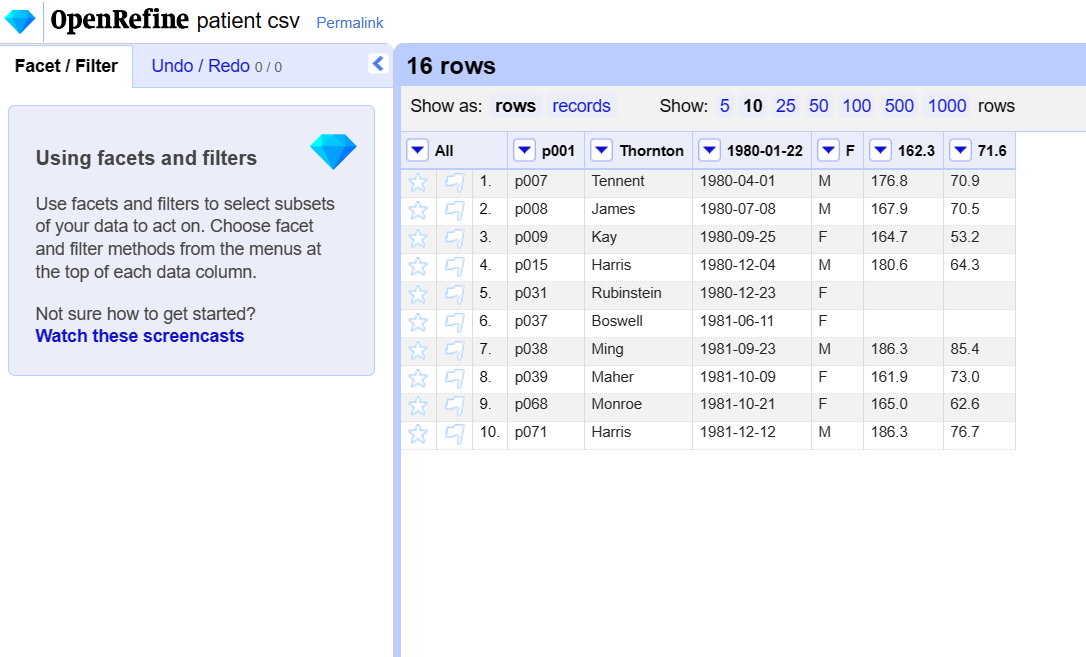 OpenRefine patient csv Permalink
Facet / Filter Undo / Redo 0 / 0
Using facets and filters
Use facets and filters to select subsets
of your data to act on. Choose facet
and filter methods from the menus at
the top of each data column.
Not sure how to get started?
Watch these screencasts
16 rows
Show as: rows records Show: 5 10 25 50 100 500 1000 rows
All p001 Thornton 1980-01-22 F 162.3 71.6
1. p007 Tennent 1980-04-01 M 176.8 70.9
2. p008 James 1980-07-08 M 167.9 70.5
3. p009 Kay 1980-09-25 F 164.7 53.2
4. p015 Harris 1980-12-04 M 180.6 64.3
5. p031 Rubinstein 1980-12-23 F
6. p037 Boswell 1981-06-11 F
7. p038 Ming 1981-09-23 M 186.3 85.4
8. p039 Maher 1981-10-09 F 161.9 73.0
9. p068 Monroe 1981-10-21 F 165.0 62.6
10. p071 Harris 1981-12-12 M 186.3 76.7